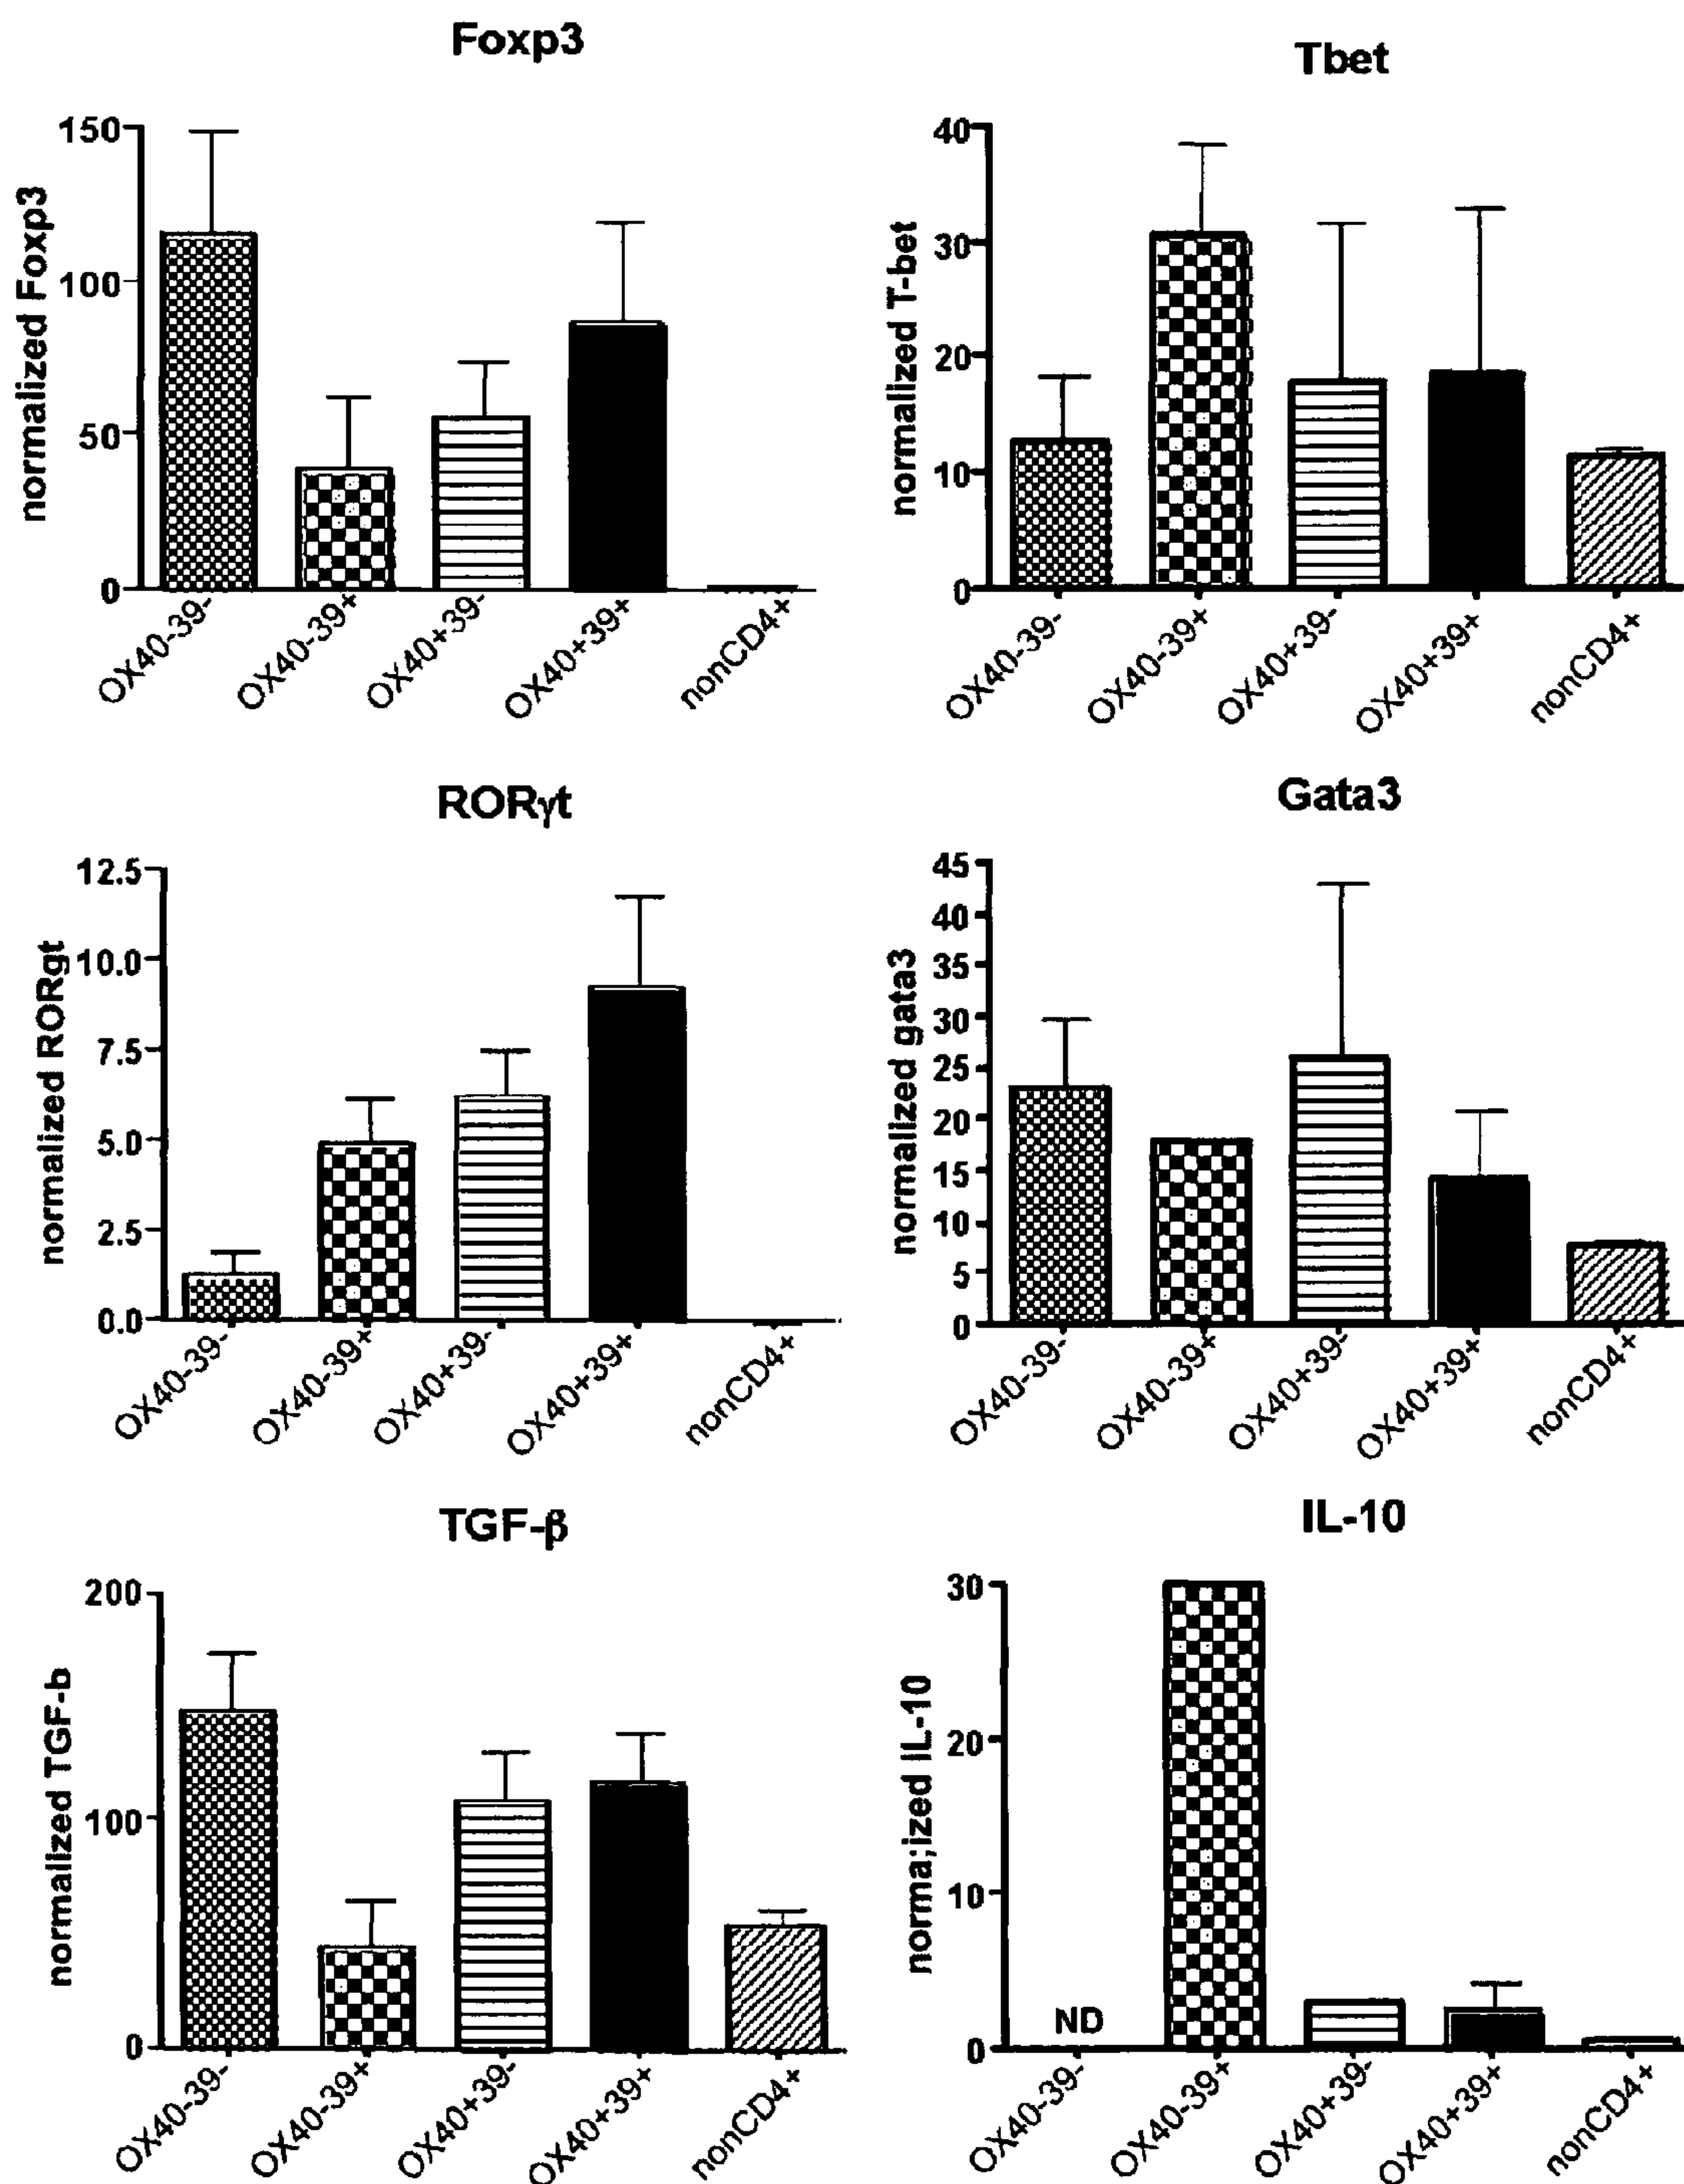 Foxp3
normalized Foxp3
150
100
50
0
OX40-39-
OX40-39+
OX40+39-
OX40+39+
nonCD4+
Tbet
normalized T-bet
40
30
20
10
0
OX40-39-
OX40-39+
OX40+39-
OX40+39+
nonCD4+
RORγt
normalized RORgt
12.5
10.0
7.5
5.0
2.5
0.0
OX40-39-
OX40-39+
OX40+39-
OX40+39+
nonCD4+
Gata3
normalized gata3
45
40
35
30
25
20
15
10
5
0
OX40-39-
OX40-39+
OX40+39-
OX40+39+
nonCD4+
TGF-β
normalized TGF-b
200
100
0
OX40-39-
OX40-39+
OX40+39-
OX40+39+
nonCD4+
IL-10
norma;ized IL-10
30
20
10
0
ND
OX40-39-
OX40-39+
OX40+39-
OX40+39+
nonCD4+